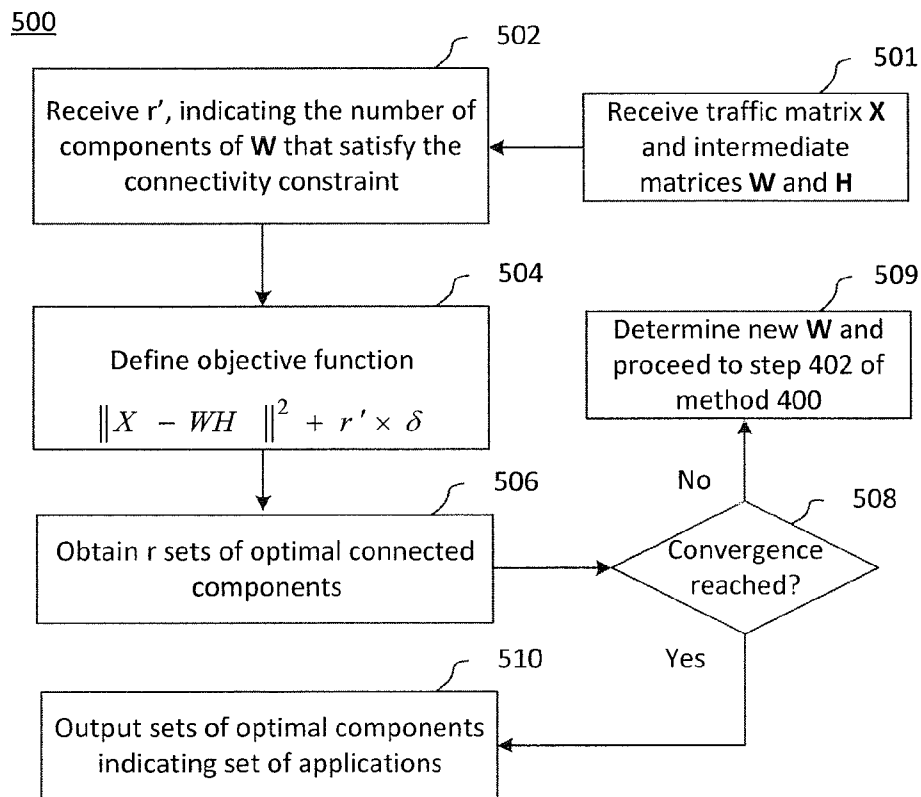 500
502
Receive r’, indicating the number of
components of W that satisfy the
connectivity constraint
501
Receive traffic matrix X
and intermediate
matrices W and H
504
Define objective function
‖X − WH ‖² + r ' × δ
509
Determine new W and
proceed to step 402 of
method 400
506
Obtain r sets of optimal connected
components
No
508
Convergence
reached?
Yes
510
Output sets of optimal components
indicating set of applications